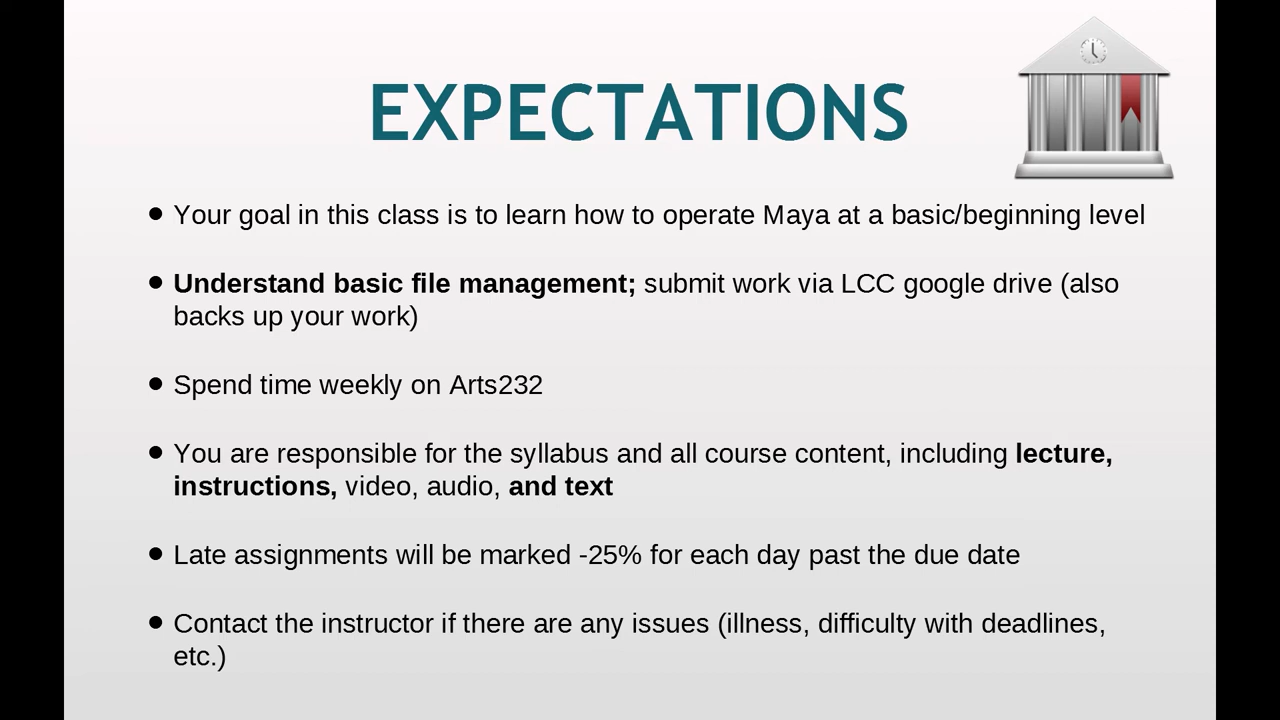 EXPECTATIONS
• Your goal in this class is to learn how to operate Maya at a basic/beginning level
• Understand basic file management; submit work via LCC google drive (also
backs up your work)
• Spend time weekly on Arts232
• You are responsible for the syllabus and all course content, including lecture,
instructions, video, audio, and text
• Late assignments will be marked -25% for each day past the due date
• Contact the instructor if there are any issues (illness, difficulty with deadlines,
etc.)